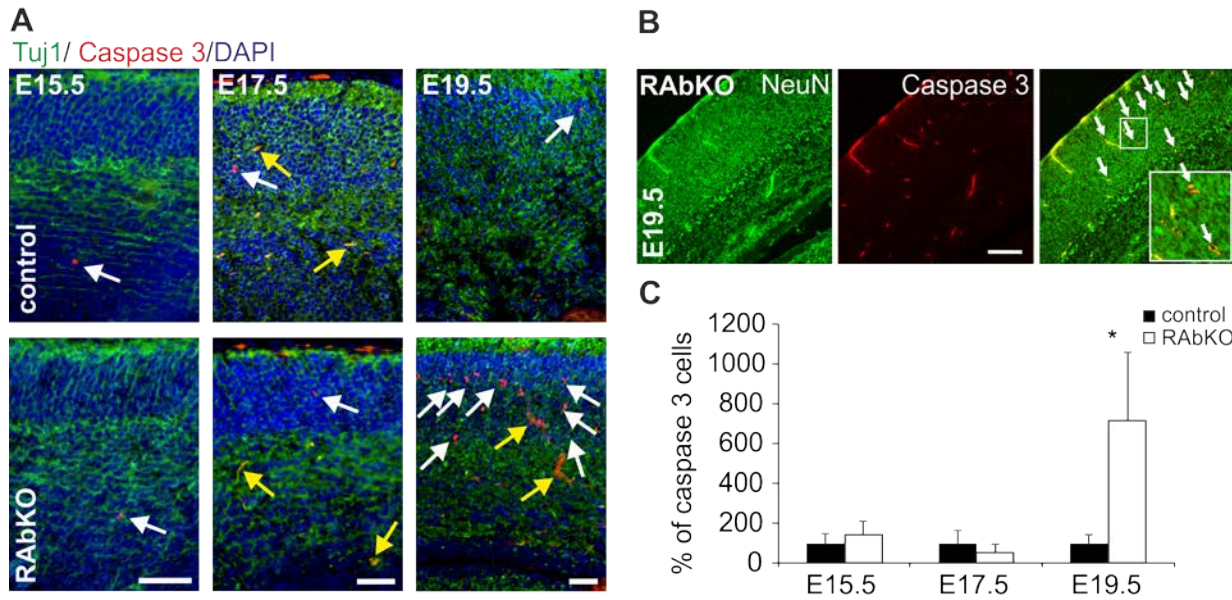 A
Tuj1/ Caspase 3/DAPI
E15.5
E17.5
E19.5
control
RAbKO
B
RAbKO
NeuN
Caspase 3
E19.5
C
control
RAbKO
*
% of caspase 3 cells
1200
1000
800
600
400
200
0
E15.5
E17.5
E19.5